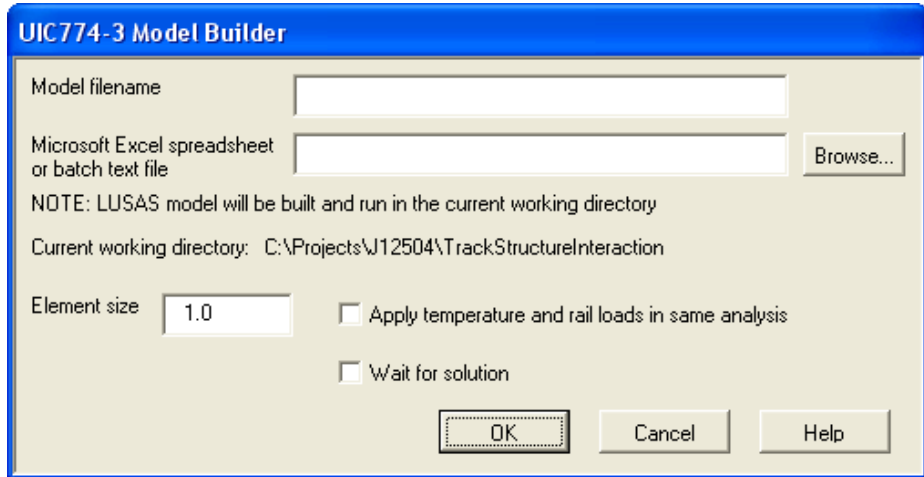 UIC774-3 Model Builder
Model filename
Microsoft Excel spreadsheet
or batch text file
Browse...
NOTE: LUSAS model will be built and run in the current working directory
Current working directory: C:\Projects\J12504\TrackStructureInteraction
Element size 1.0 Apply temperature and rail loads in same analysis
Wait for solution
OK Cancel Help